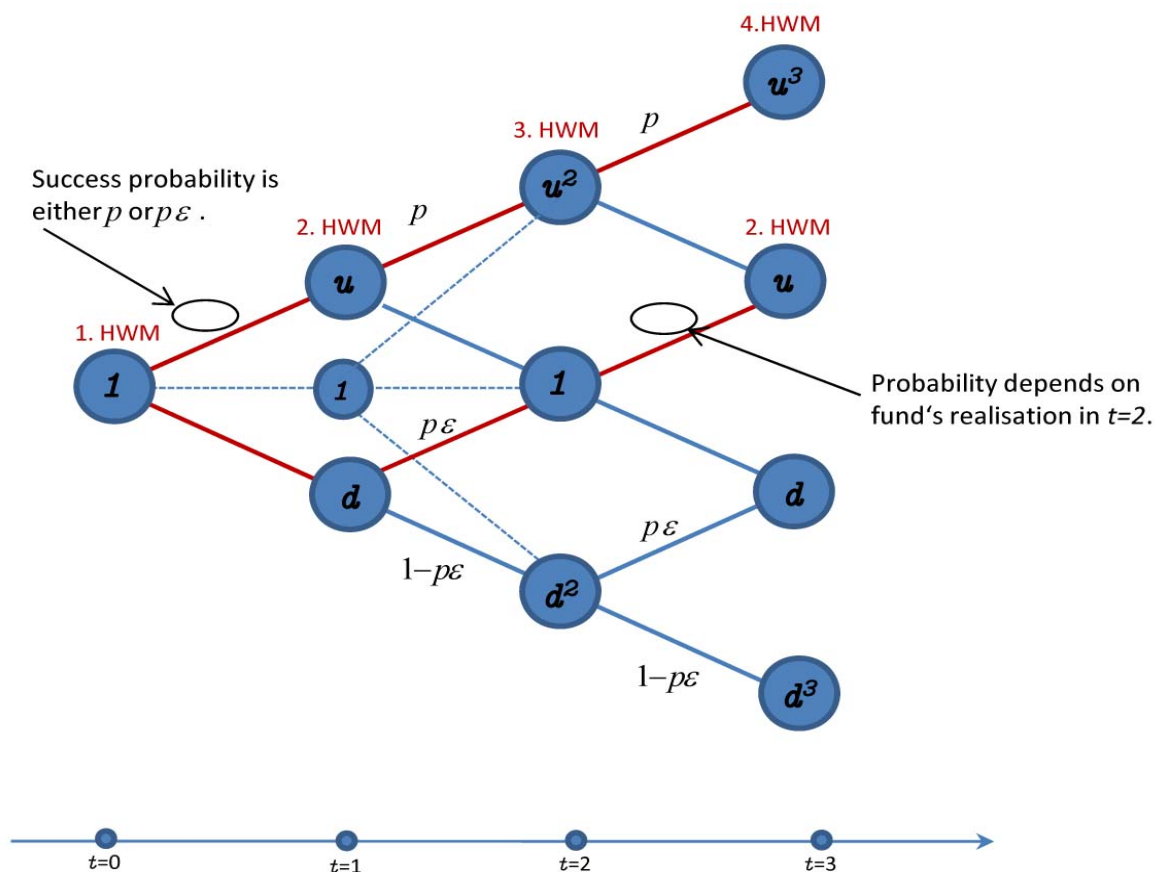 4.HWM
u³
p
3. HWM
u²
Success probability is
either p or p ε .
p
2. HWM
u
2. HWM
u
1. HWM
1
1
1
Probability depends on
fund‘s realisation in t=2.
pε
d
d
pε
1−pε
d²
1−pε
d³
t=0
t=1
t=2
t=3